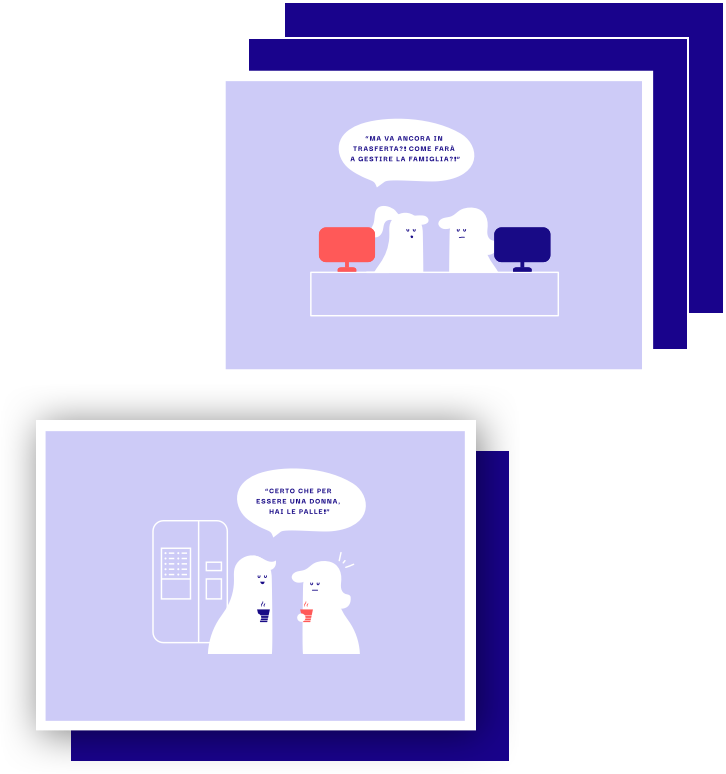 “MA VA ANCORA IN
TRASFERTA?! COME FARÀ
A GESTIRE LA FAMIGLIA?!”
“CERTO CHE PER
ESSERE UNA DONNA,
HAI LE PALLE!”